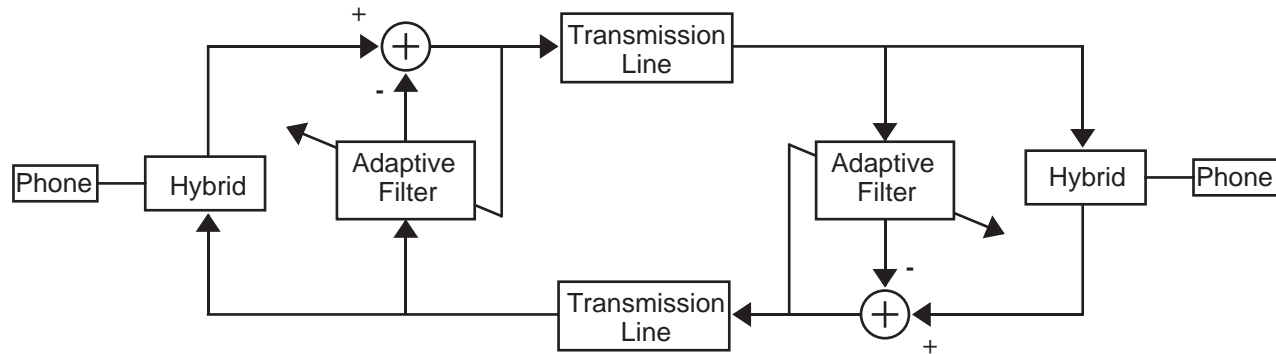 +
Transmission
Line
-
Adaptive
Filter
Adaptive
Filter
Phone
Hybrid
Hybrid
Phone
-
Transmission
Line
+